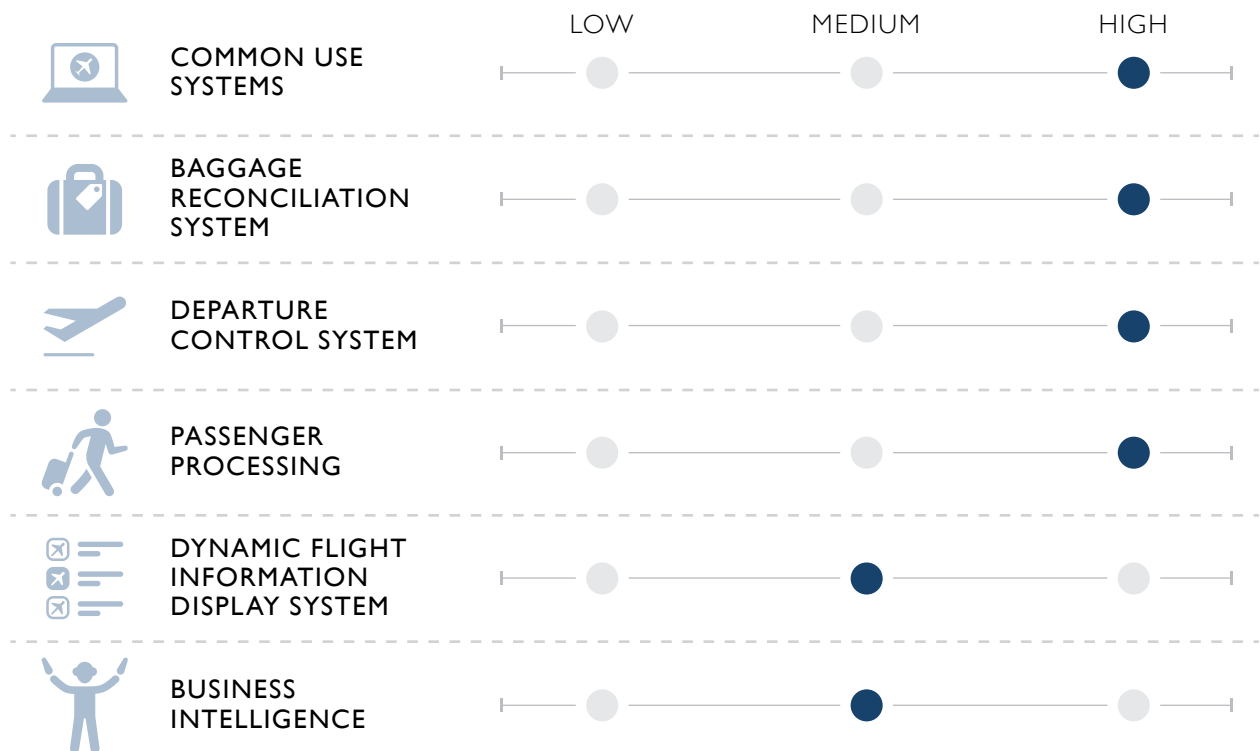 LOW MEDIUM HIGH
COMMON USE
SYSTEMS
BAGGAGE
RECONCILIATION
SYSTEM
DEPARTURE
CONTROL SYSTEM
PASSENGER
PROCESSING
DYNAMIC FLIGHT
INFORMATION
DISPLAY SYSTEM
BUSINESS
INTELLIGENCE